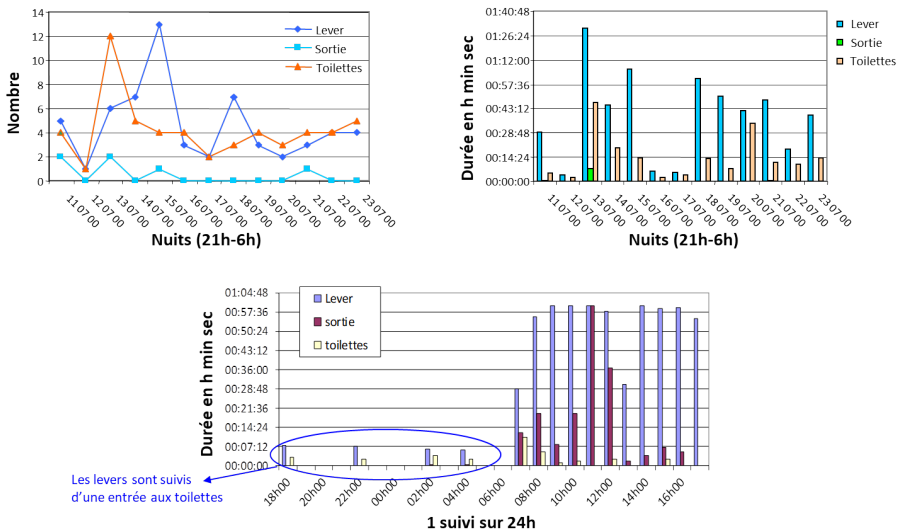 14
12
10
8
6
4
2
0
Nombre
Lever
Sortie
Toilettes
11 07 00
12 07 00
13 07 00
14 07 00
15 07 00
16 07 00
17 07 00
18 07 00
19 07 00
20 07 00
21 07 00
22 07 00
23 07 00
Nuits (21h-6h)
01:40:48
01:26:24
01:12:00
00:57:36
00:43:12
00:28:48
00:14:24
00:00:00
Durée en h min sec
Lever
Sortie
Toilettes
11 07 00
12 07 00
13 07 00
14 07 00
15 07 00
16 07 00
17 07 00
18 07 00
19 07 00
20 07 00
21 07 00
22 07 00
23 07 00
Nuits (21h-6h)
01:04:48
00:57:36
00:50:24
00:43:12
00:36:00
00:28:48
00:21:36
00:14:24
00:07:12
00:00:00
Durée en h min sec
Lever
sortie
toilettes
Les levers sont suivis
d'une entrée aux toilettes
18h00
20h00
22h00
00h00
02h00
04h00
06h00
08h00
10h00
12h00
14h00
16h00
1 suivi sur 24h